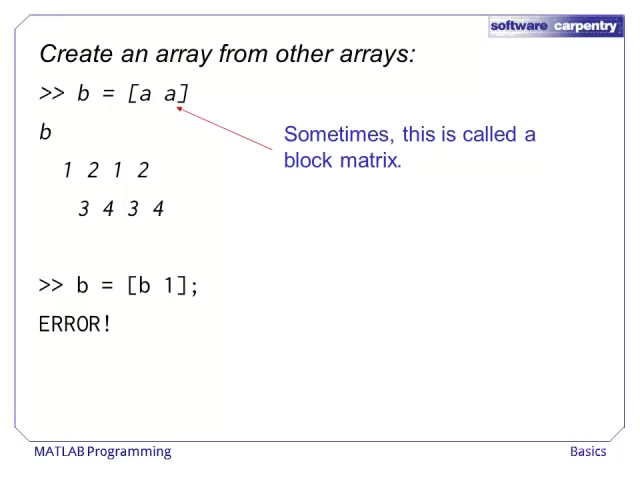 software carpentry
Create an array from other arrays:
>> b = [a a]
b
Sometimes, this is called a
block matrix.
1 2 1 2
3 4 3 4
>> b = [b 1];
ERROR!
MATLAB Programming
Basics